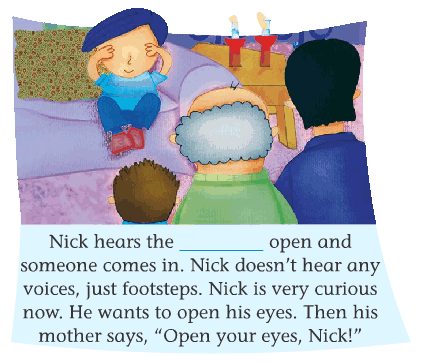 Nick hears the ________ open and
someone comes in. Nick doesn't hear any
voices, just footsteps. Nick is very curious
now. He wants to open his eyes. Then his
mother says, “Open your eyes, Nick!”